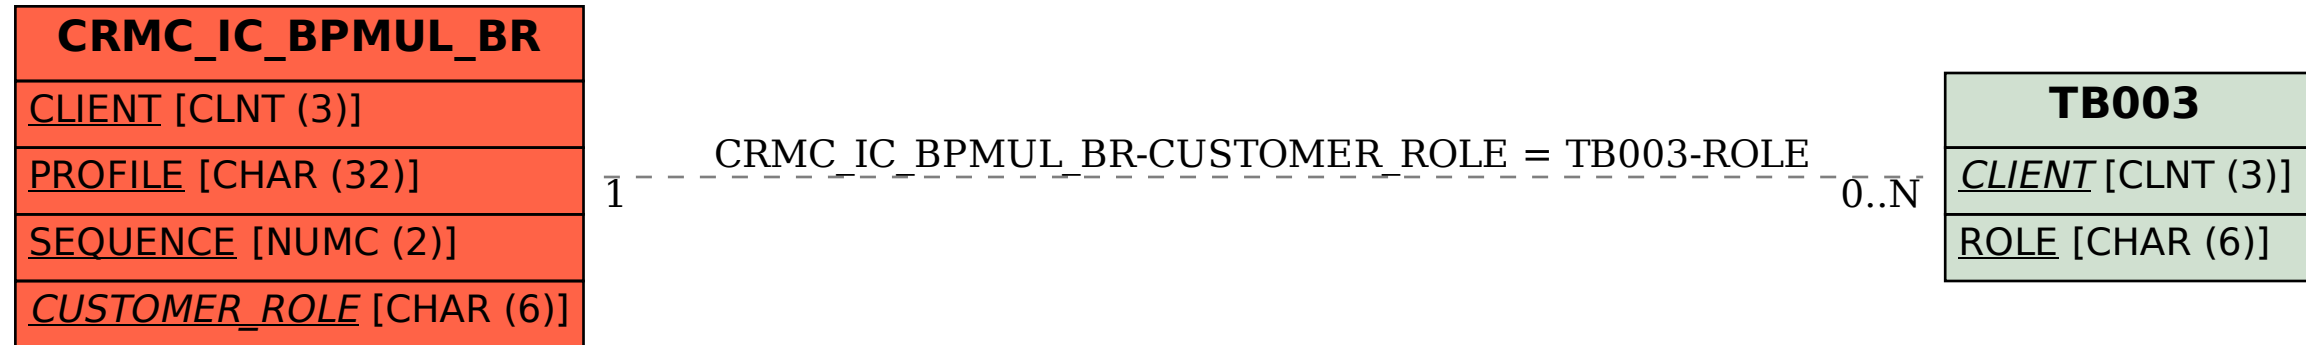 CRMC_IC_BPMUL_BR
CLIENT [CLNT (3)]
PROFILE [CHAR (32)]
SEQUENCE [NUMC (2)]
CUSTOMER_ROLE [CHAR (6)]
CRMC_IC_BPMUL_BR-CUSTOMER_ROLE = TB003-ROLE
1
0..N
TB003
CLIENT [CLNT (3)]
ROLE [CHAR (6)]